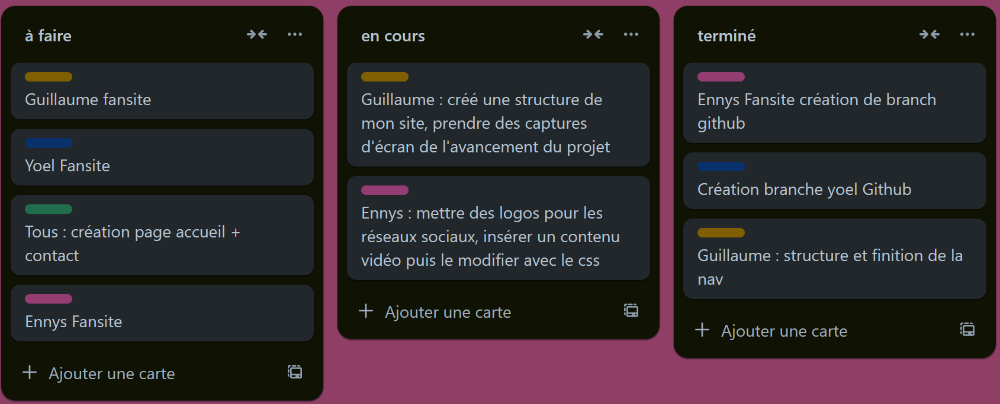 à faire
Guillaume fansite
Yoel Fansite
Tous : création page accueil +
contact
Ennys Fansite
Ajouter une carte
en cours
Guillaume : créé une structure de
mon site, prendre des captures
d'écran de l'avancement du projet
Ennys : mettre des logos pour les
réseaux sociaux, insérer un contenu
vidéo puis le modifier avec le css
Ajouter une carte
terminé
Ennys Fansite création de branch
github
Création branche yoel Github
Guillaume : structure et finition de la
nav
Ajouter une carte